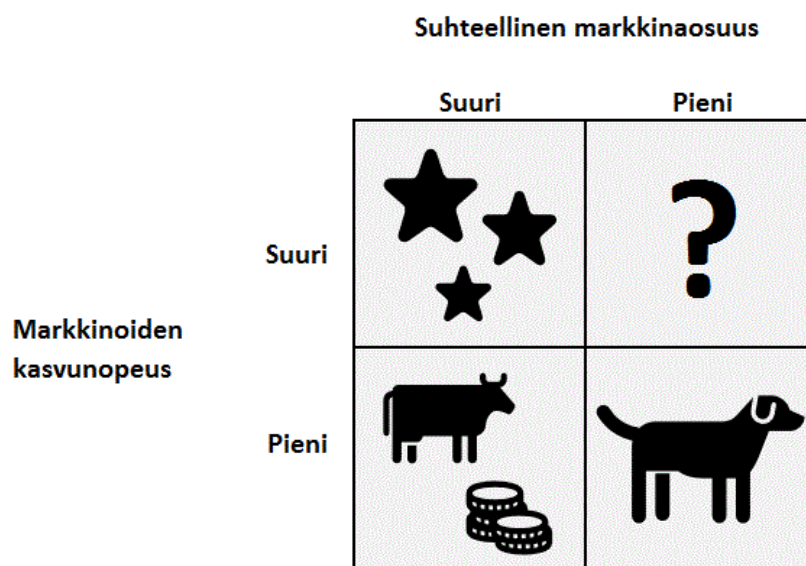 Suhteellinen markkinaosuus
Suuri Pieni
Suuri
?
Markkinoiden
kasvunopeus
Pieni